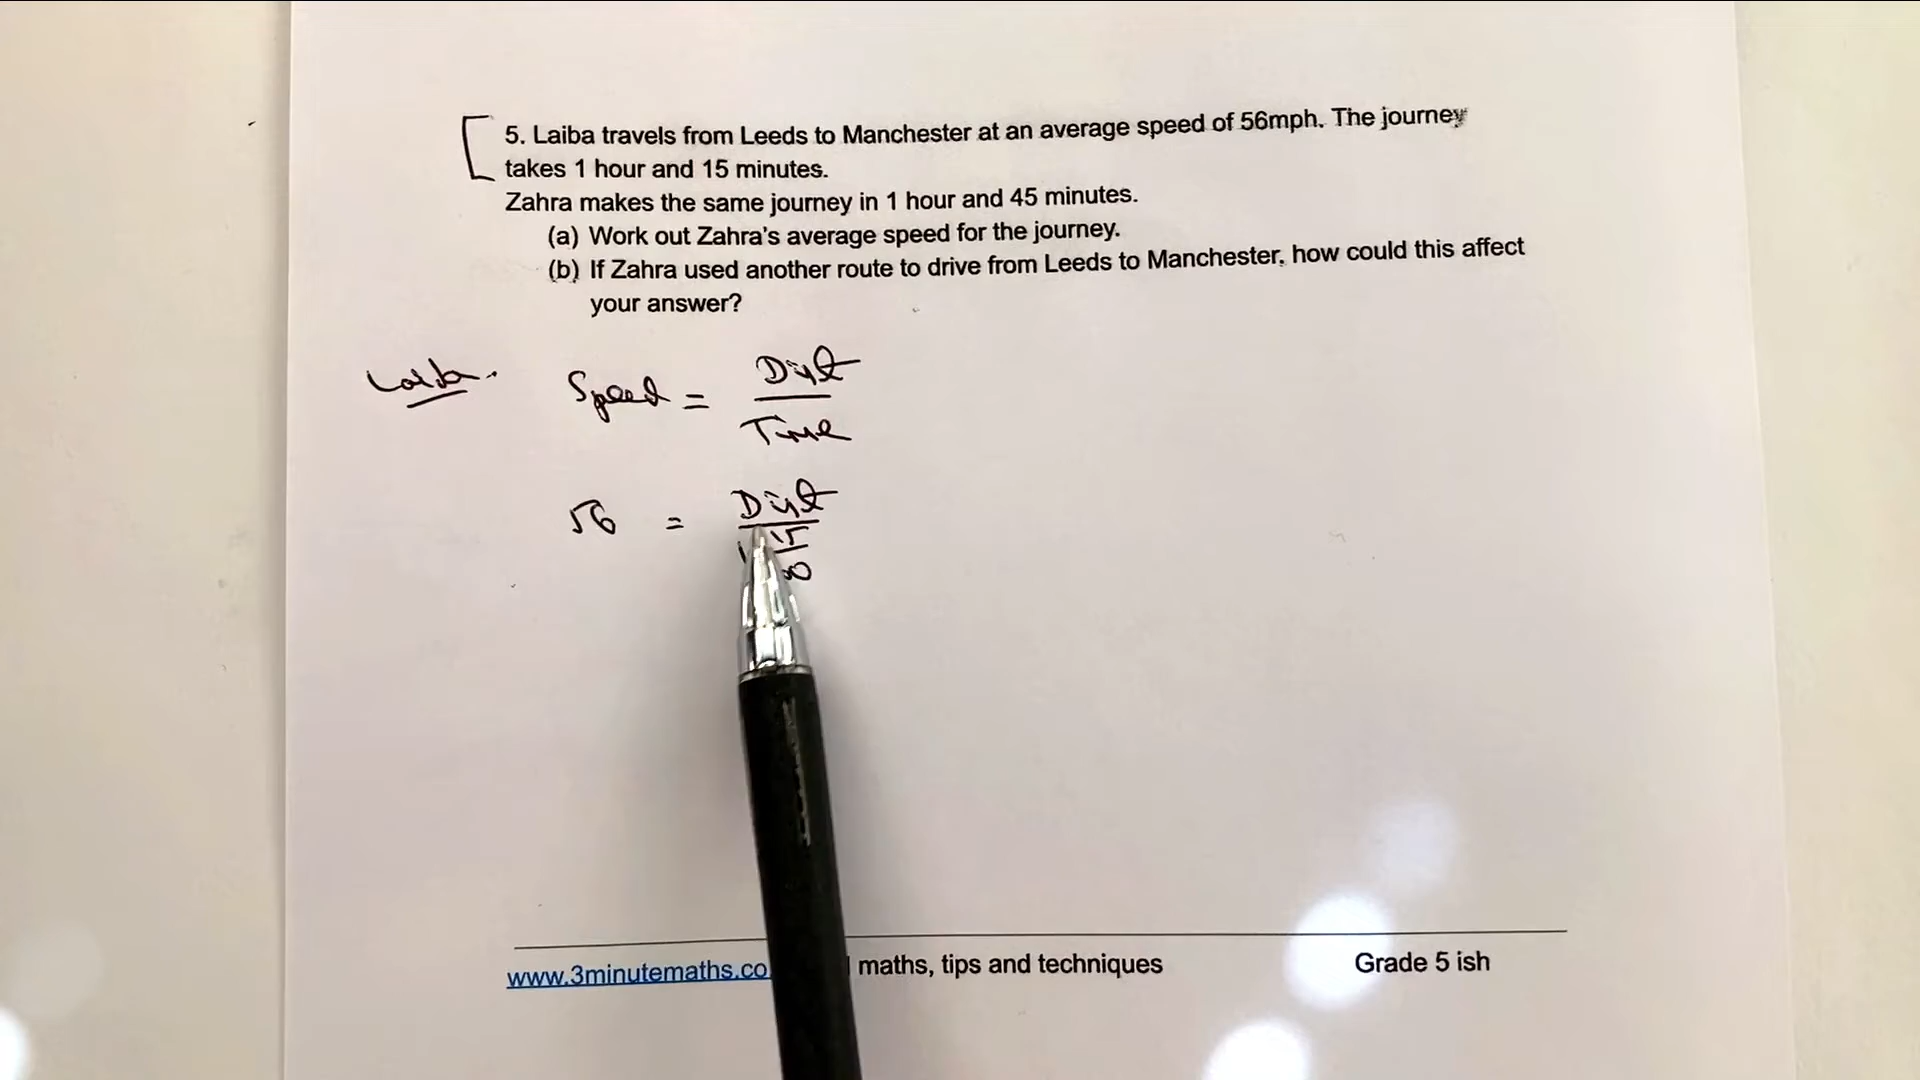 5. Laiba travels from Leeds to Manchester at an average speed of 56mph. The journey
takes 1 hour and 15 minutes.
Zahra makes the same journey in 1 hour and 45 minutes.
(a) Work out Zahra's average speed for the journey.
(b) If Zahra used another route to drive from Leeds to Manchester, how could this affect
your answer?
Laiba. Speed = Dist
Time
56 = Dist
15
www.3minutemaths.co maths, tips and techniques Grade 5 ish